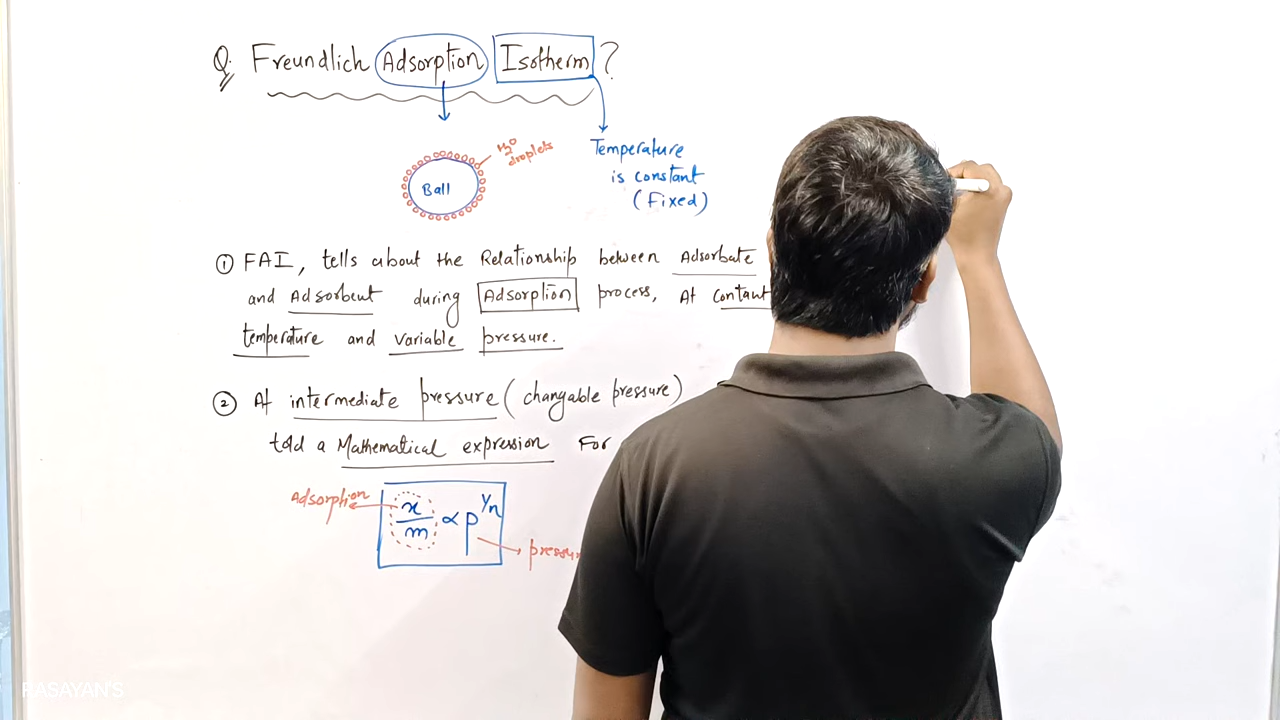 Q. Freundlich Adsorption Isotherm ?
H2O
droplets
Ball
Temperature
is constant
(Fixed)
① FAI, tells about the Relationship between Adsorbate
and Adsorbent during Adsorption process, At contant
temperature and variable pressure.
② At intermediate pressure (changable pressure)
told a Mathematical expression For
Adsorption
x/m ∝ p^1/n
pressur
RASAYAN'S